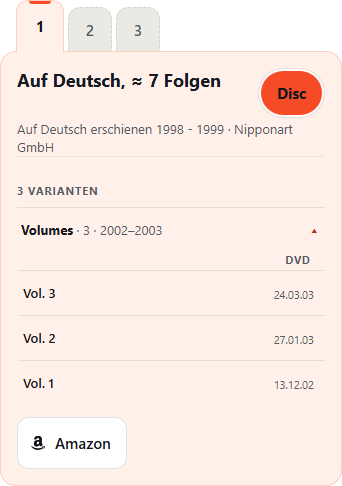 1
2
3
Auf Deutsch, ≈ 7 Folgen
Disc
Auf Deutsch erschienen 1998 - 1999 · Nipponart
GmbH
3 VARIANTEN
Volumes · 3 · 2002–2003
DVD
Vol. 3 24.03.03
Vol. 2 27.01.03
Vol. 1 13.12.02
Amazon